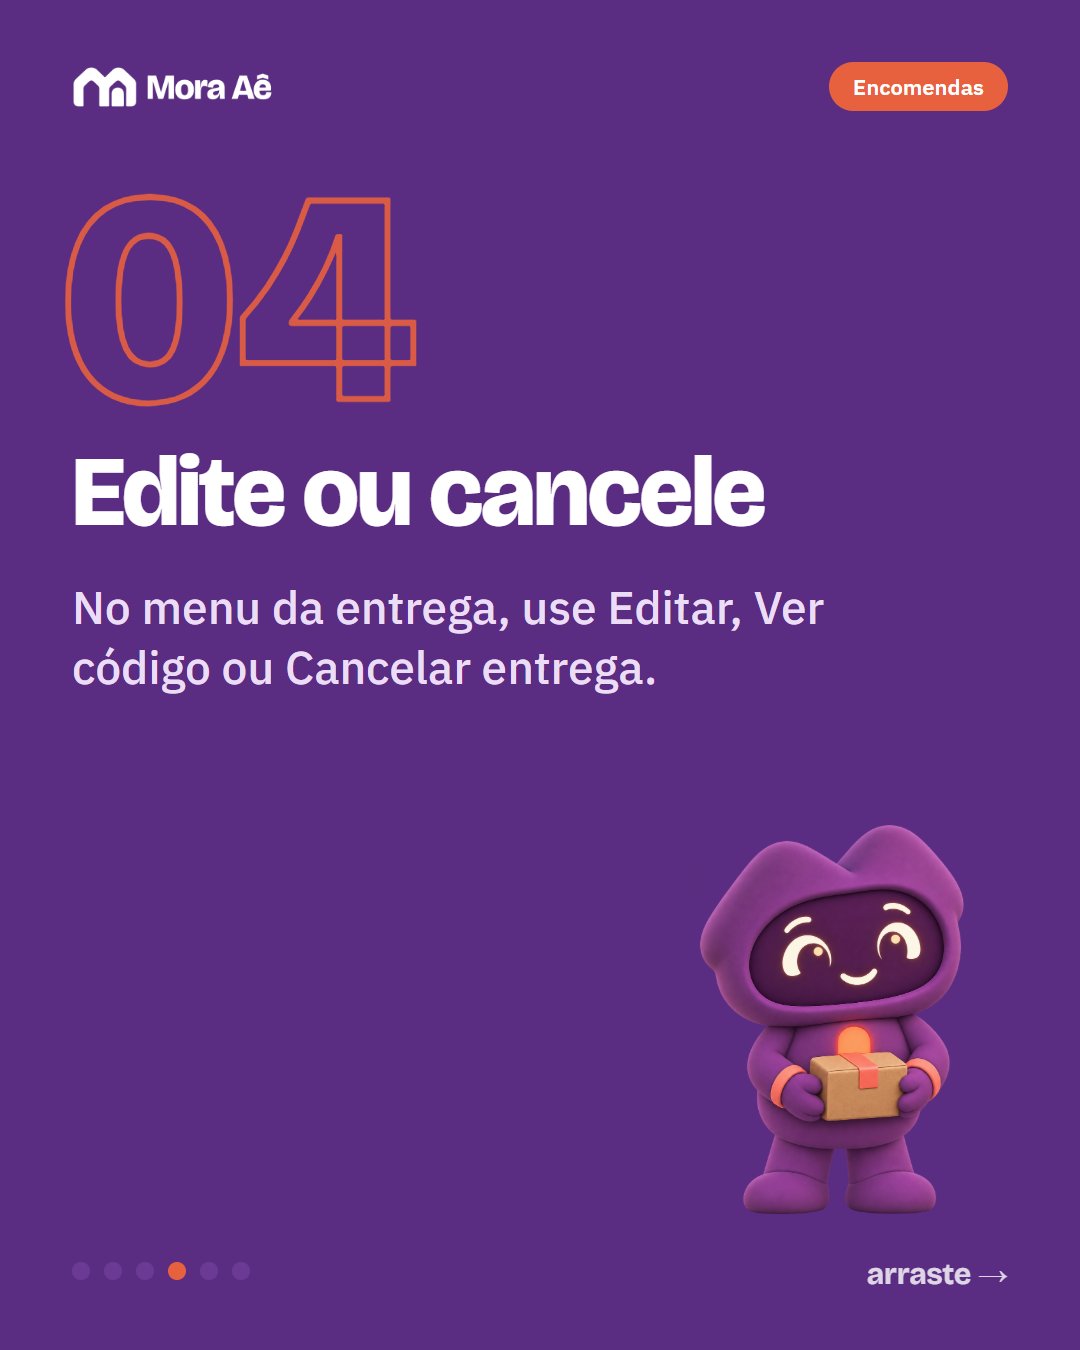 Mora Aê
Encomendas
04
Edite ou cancele
No menu da entrega, use Editar, Ver
código ou Cancelar entrega.
arraste →